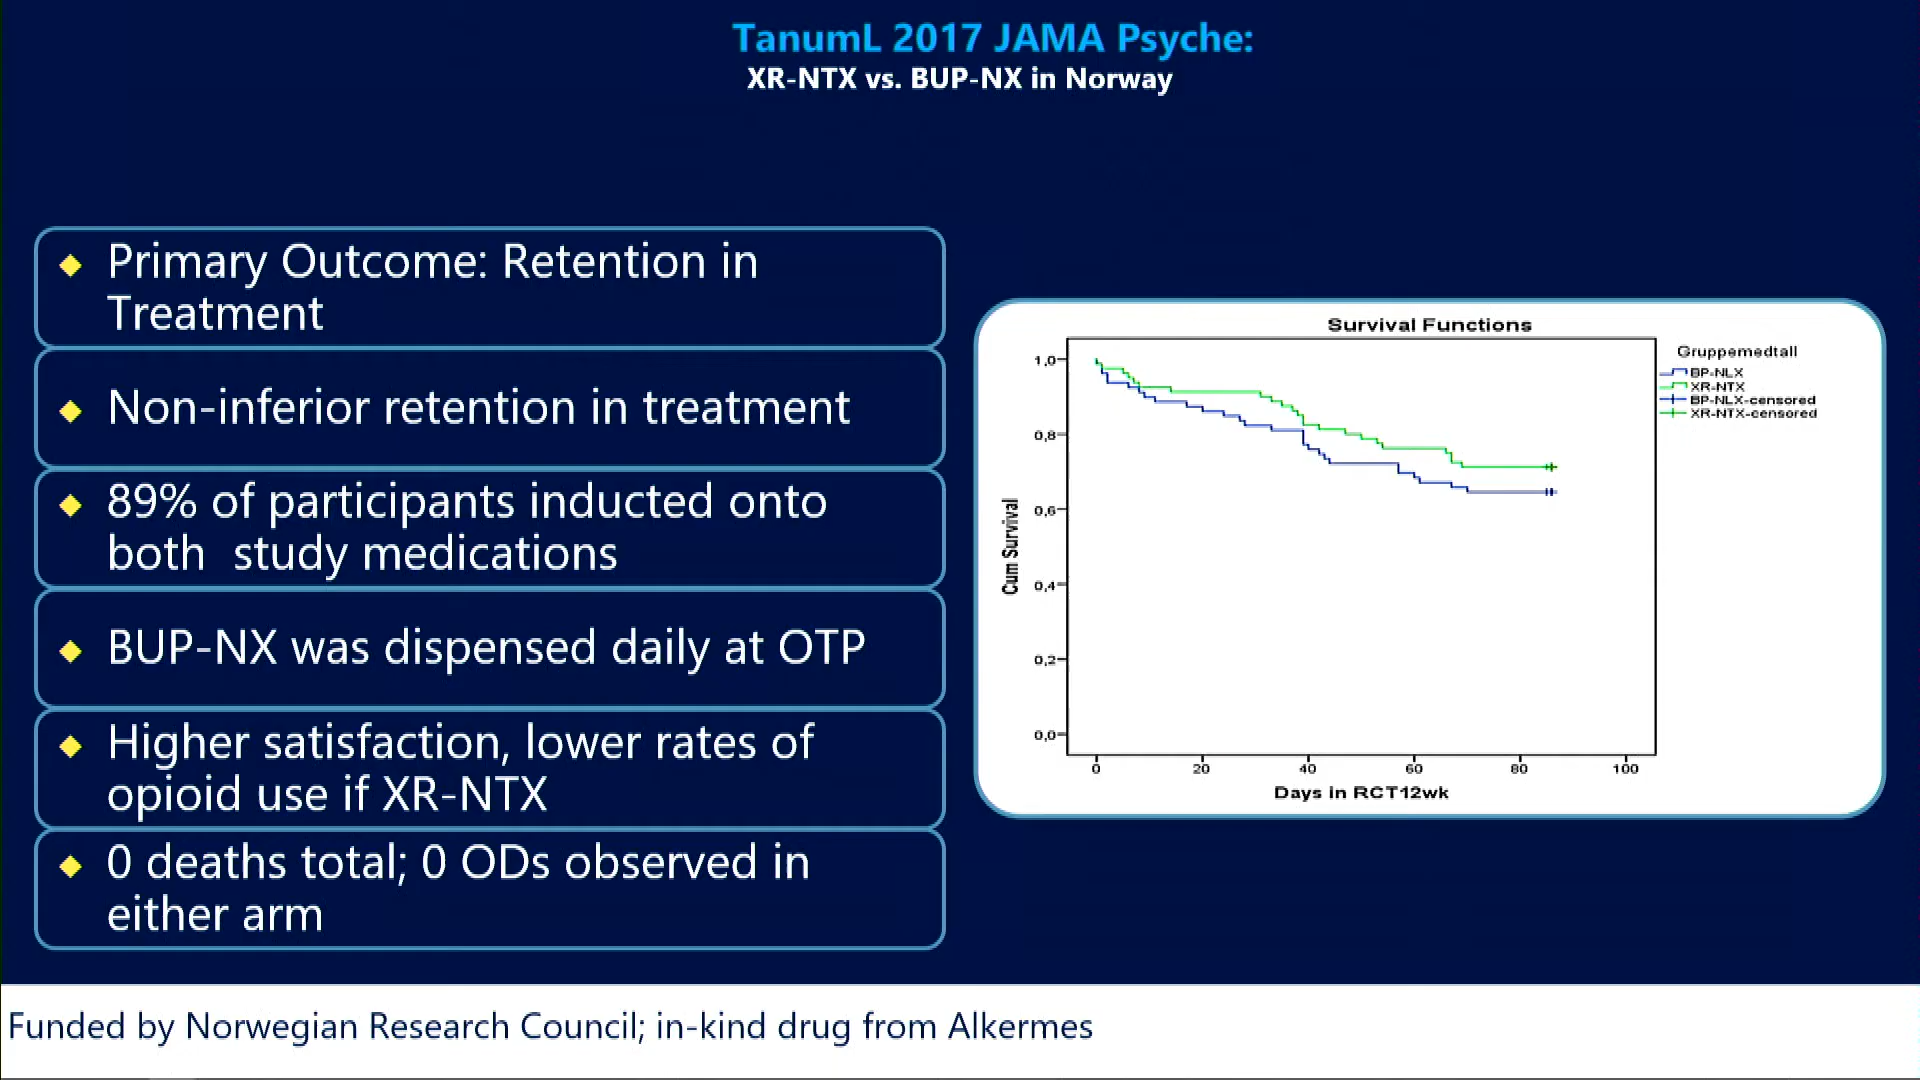 TanumL 2017 JAMA Psyche:
XR-NTX vs. BUP-NX in Norway
◆ Primary Outcome: Retention in
Treatment
◆ Non-inferior retention in treatment
◆ 89% of participants inducted onto
both  study medications
◆ BUP-NX was dispensed daily at OTP
◆ Higher satisfaction, lower rates of
opioid use if XR-NTX
◆ 0 deaths total; 0 ODs observed in
either arm
Survival Functions
Gruppemedtall
BP-NLX
XR-NTX
BP-NLX-censored
XR-NTX-censored
Cum Survival
1,0
0,8
0,6
0,4
0,2
0,0
0 20 40 60 80 100
Days in RCT12wk
Funded by Norwegian Research Council; in-kind drug from Alkermes